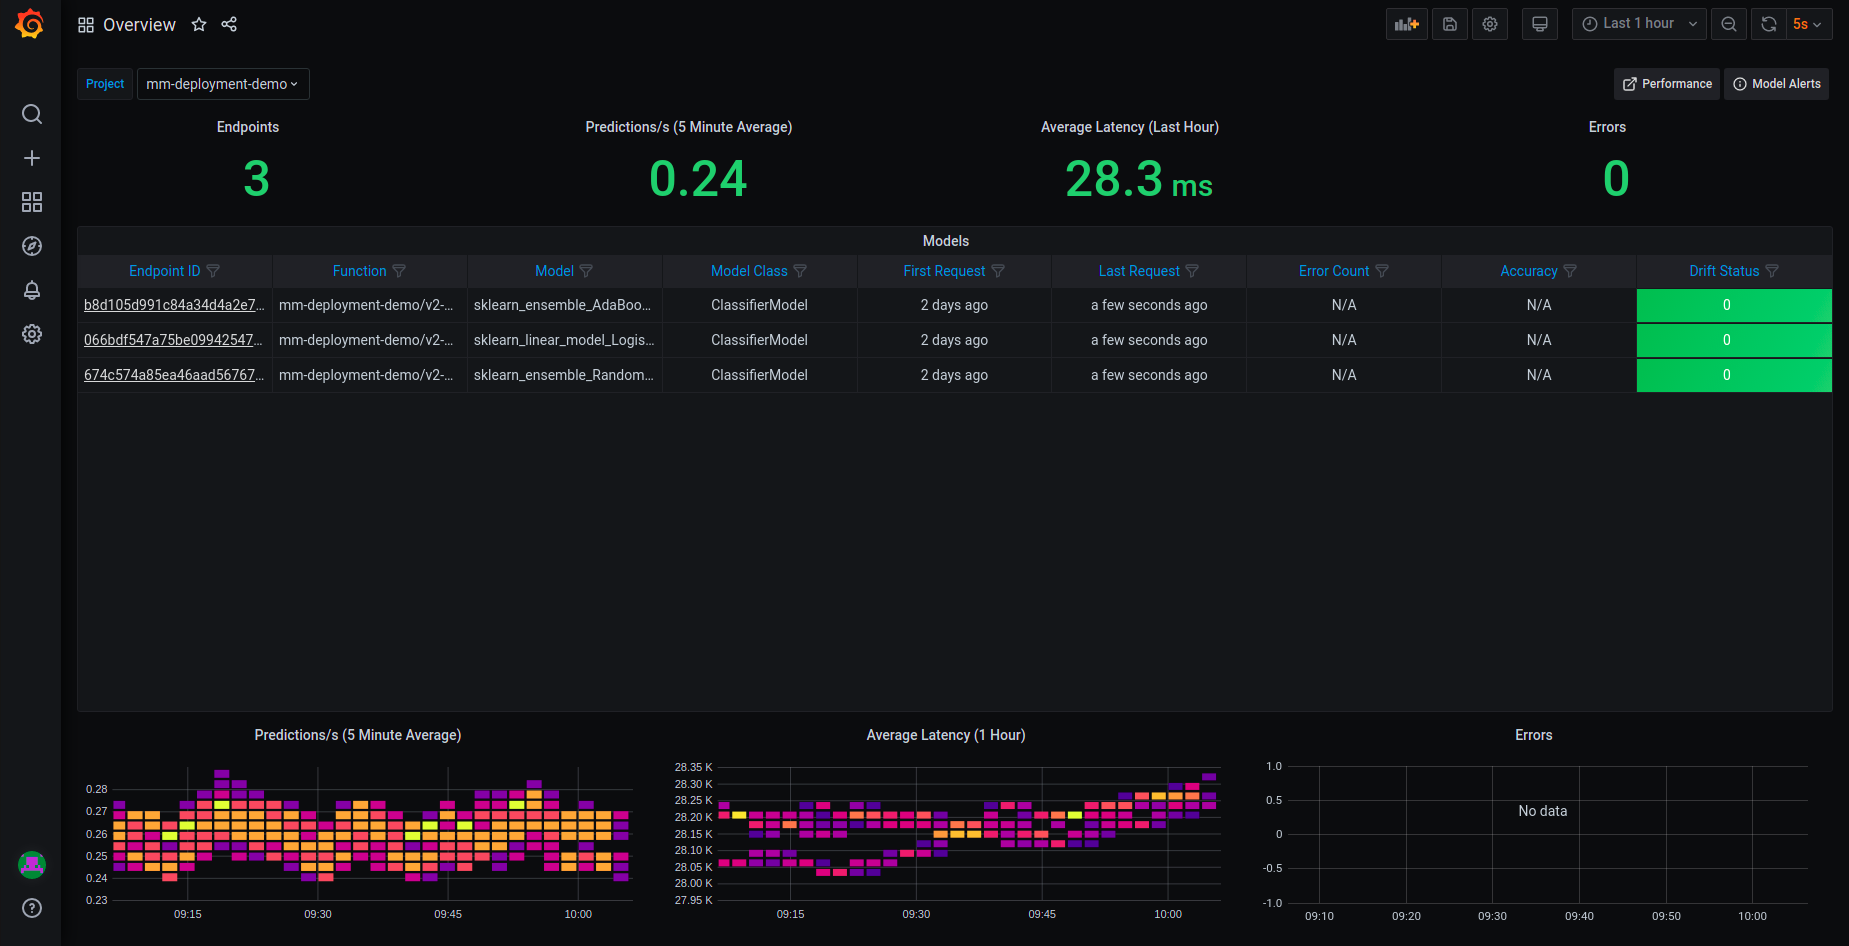 Overview
Last 1 hour
5s
Project mm-deployment-demo
Performance
Model Alerts
Endpoints
3
Predictions/s (5 Minute Average)
0.24
Average Latency (Last Hour)
28.3 ms
Errors
0
Models
Endpoint ID Function Model Model Class First Request Last Request Error Count Accuracy Drift Status
b8d105d991c84a34d4a2e7... mm-deployment-demo/v2-... sklearn_ensemble_AdaBoo... ClassifierModel 2 days ago a few seconds ago N/A N/A 0
066bdf547a75be09942547... mm-deployment-demo/v2-... sklearn_linear_model_Logis... ClassifierModel 2 days ago a few seconds ago N/A N/A 0
674c574a85ea46aad56767... mm-deployment-demo/v2-... sklearn_ensemble_Random... ClassifierModel 2 days ago a few seconds ago N/A N/A 0
Predictions/s (5 Minute Average)
0.28
0.27
0.26
0.25
0.24
0.23
09:15 09:30 09:45 10:00
Average Latency (1 Hour)
28.35 K
28.30 K
28.25 K
28.20 K
28.15 K
28.10 K
28.05 K
28.00 K
27.95 K
09:15 09:30 09:45 10:00
Errors
1.0
0.5
0
-0.5
-1.0
No data
09:10 09:20 09:30 09:40 09:50 10:00